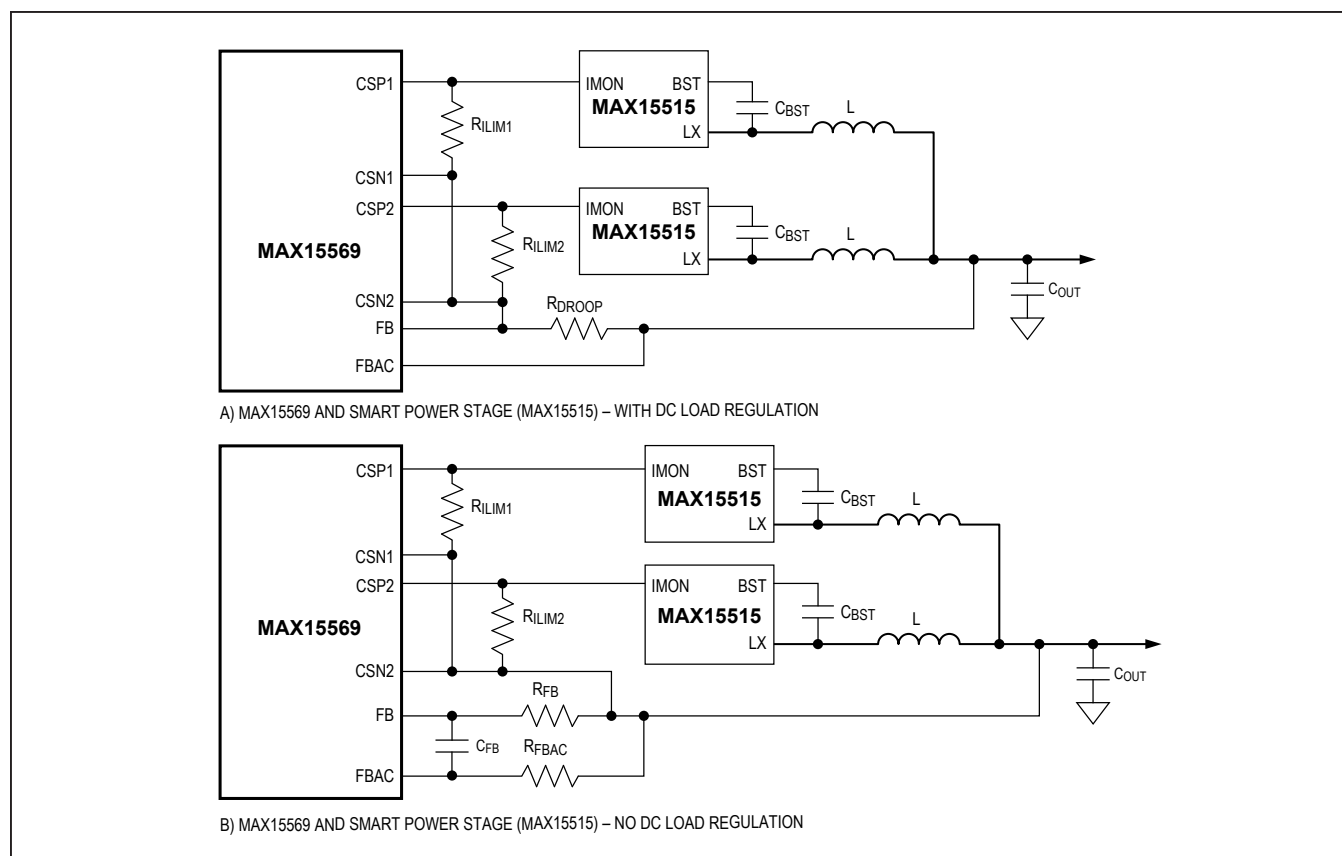 CSP1
IMON
BST
MAX15515
LX
CBST
L
RILIM1
CSN1
CSP2
IMON
BST
MAX15515
LX
CBST
L
MAX15569
RILIM2
CSN2
RDROOP
COUT
FB
FBAC
A) MAX15569 AND SMART POWER STAGE (MAX15515) – WITH DC LOAD REGULATION
CSP1
IMON
BST
MAX15515
LX
CBST
L
RILIM1
CSN1
CSP2
IMON
BST
MAX15515
LX
CBST
L
MAX15569
RILIM2
CSN2
COUT
RFB
FB
CFB
RFBAC
FBAC
B) MAX15569 AND SMART POWER STAGE (MAX15515) – NO DC LOAD REGULATION